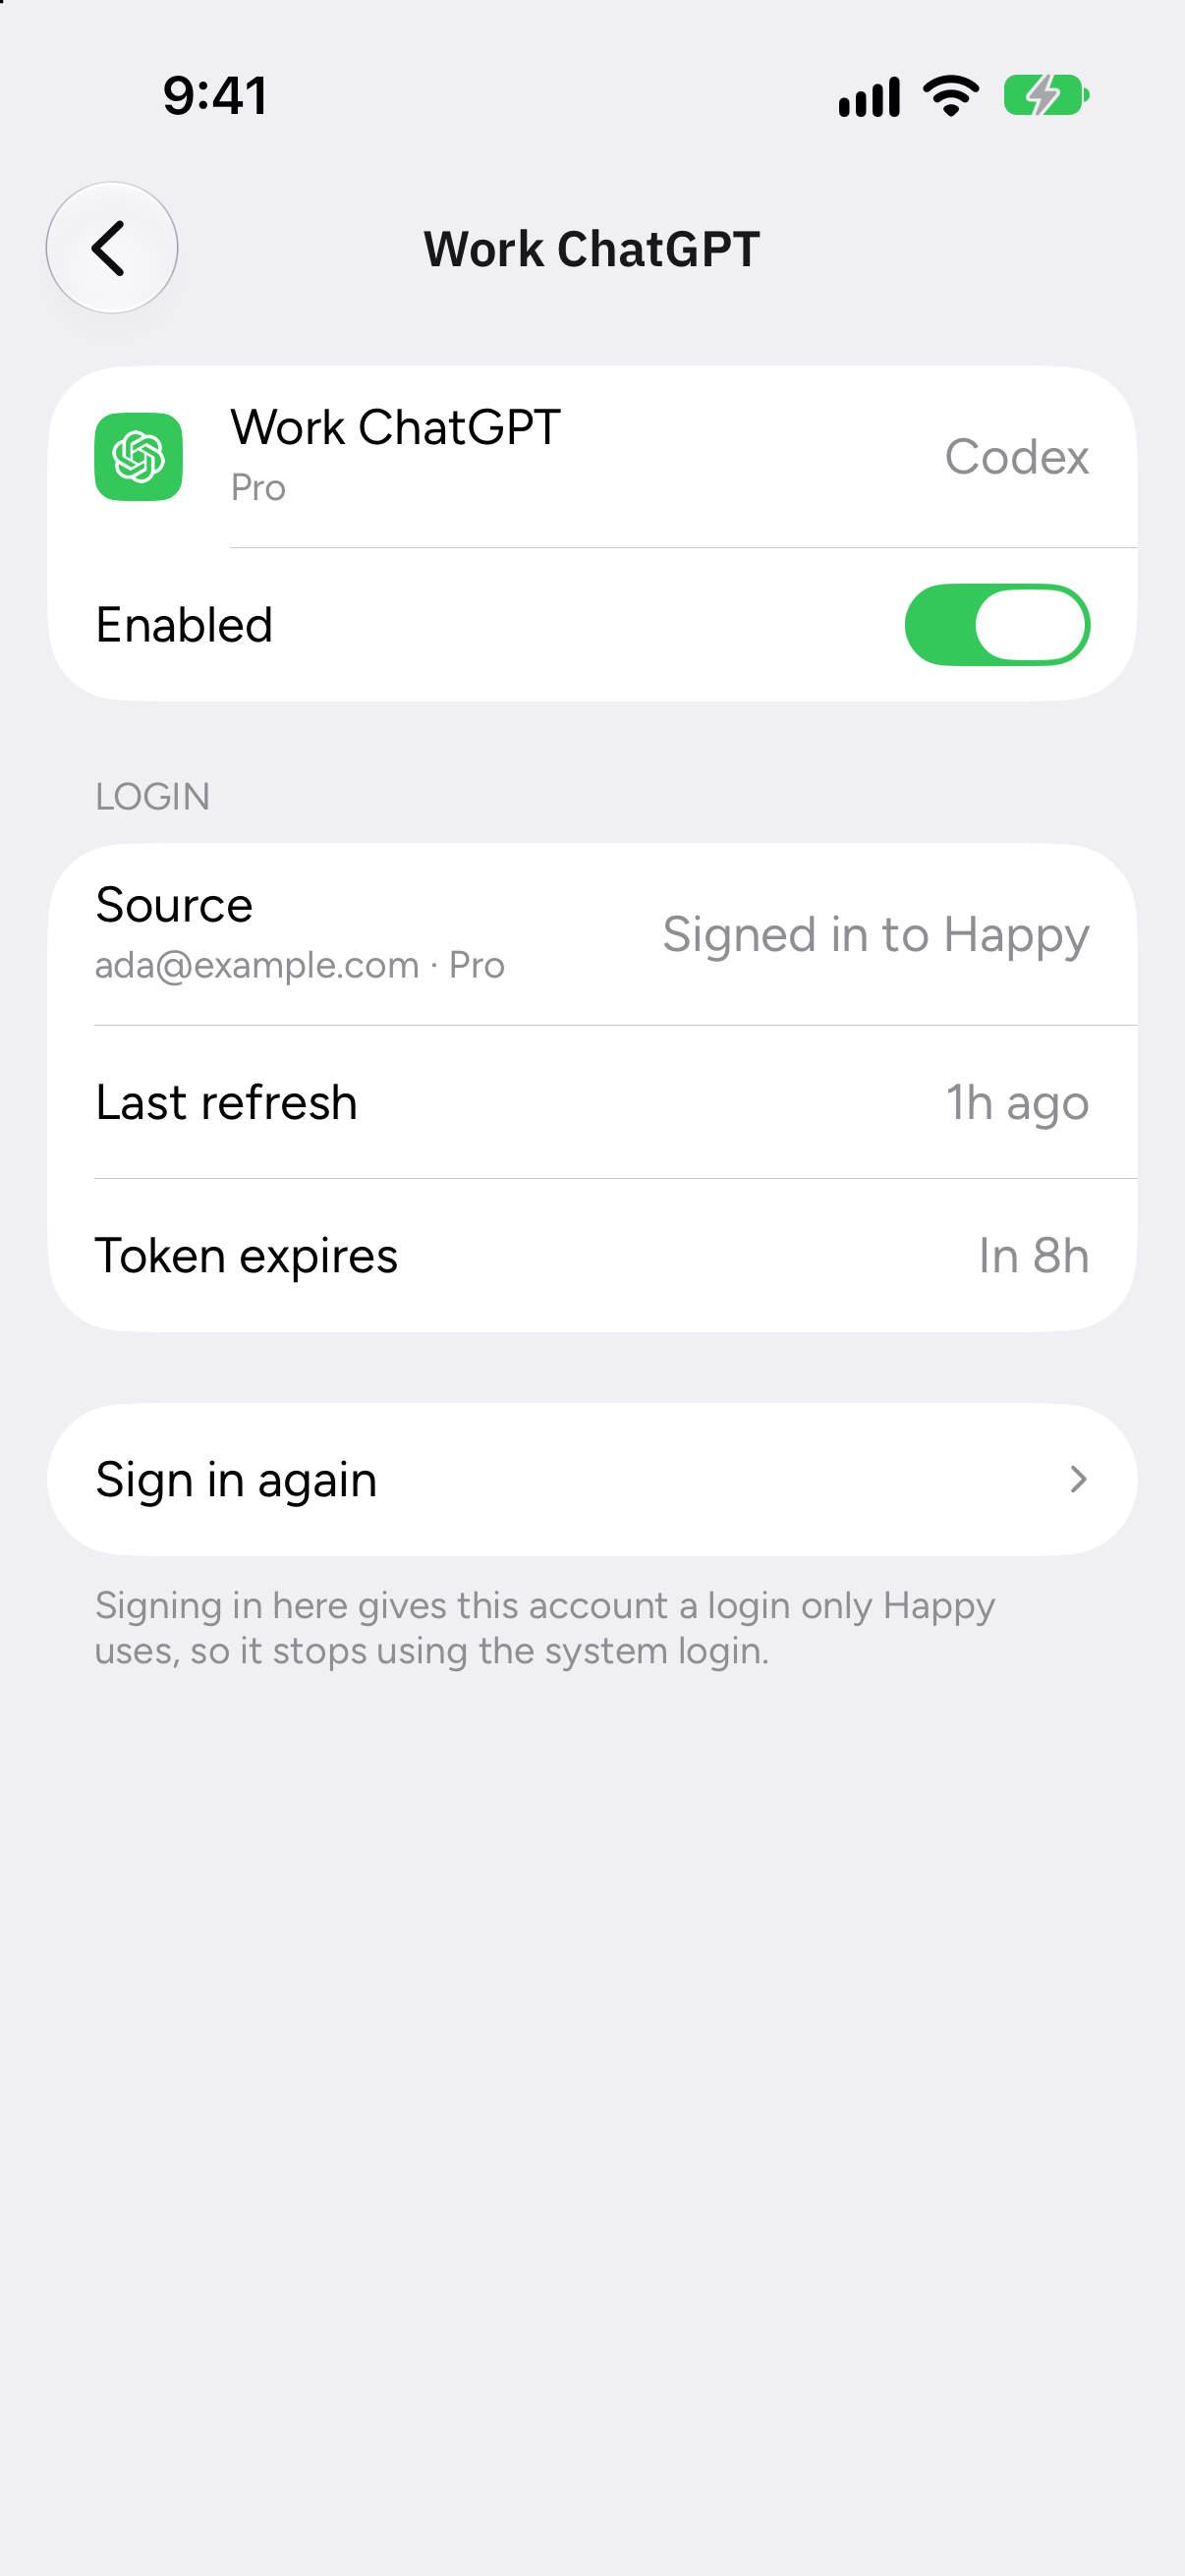 9:41
Work ChatGPT
Work ChatGPT
Pro
Codex
Enabled
LOGIN
Source
ada@example.com · Pro
Signed in to Happy
Last refresh
1h ago
Token expires
In 8h
Sign in again
Signing in here gives this account a login only Happy
uses, so it stops using the system login.